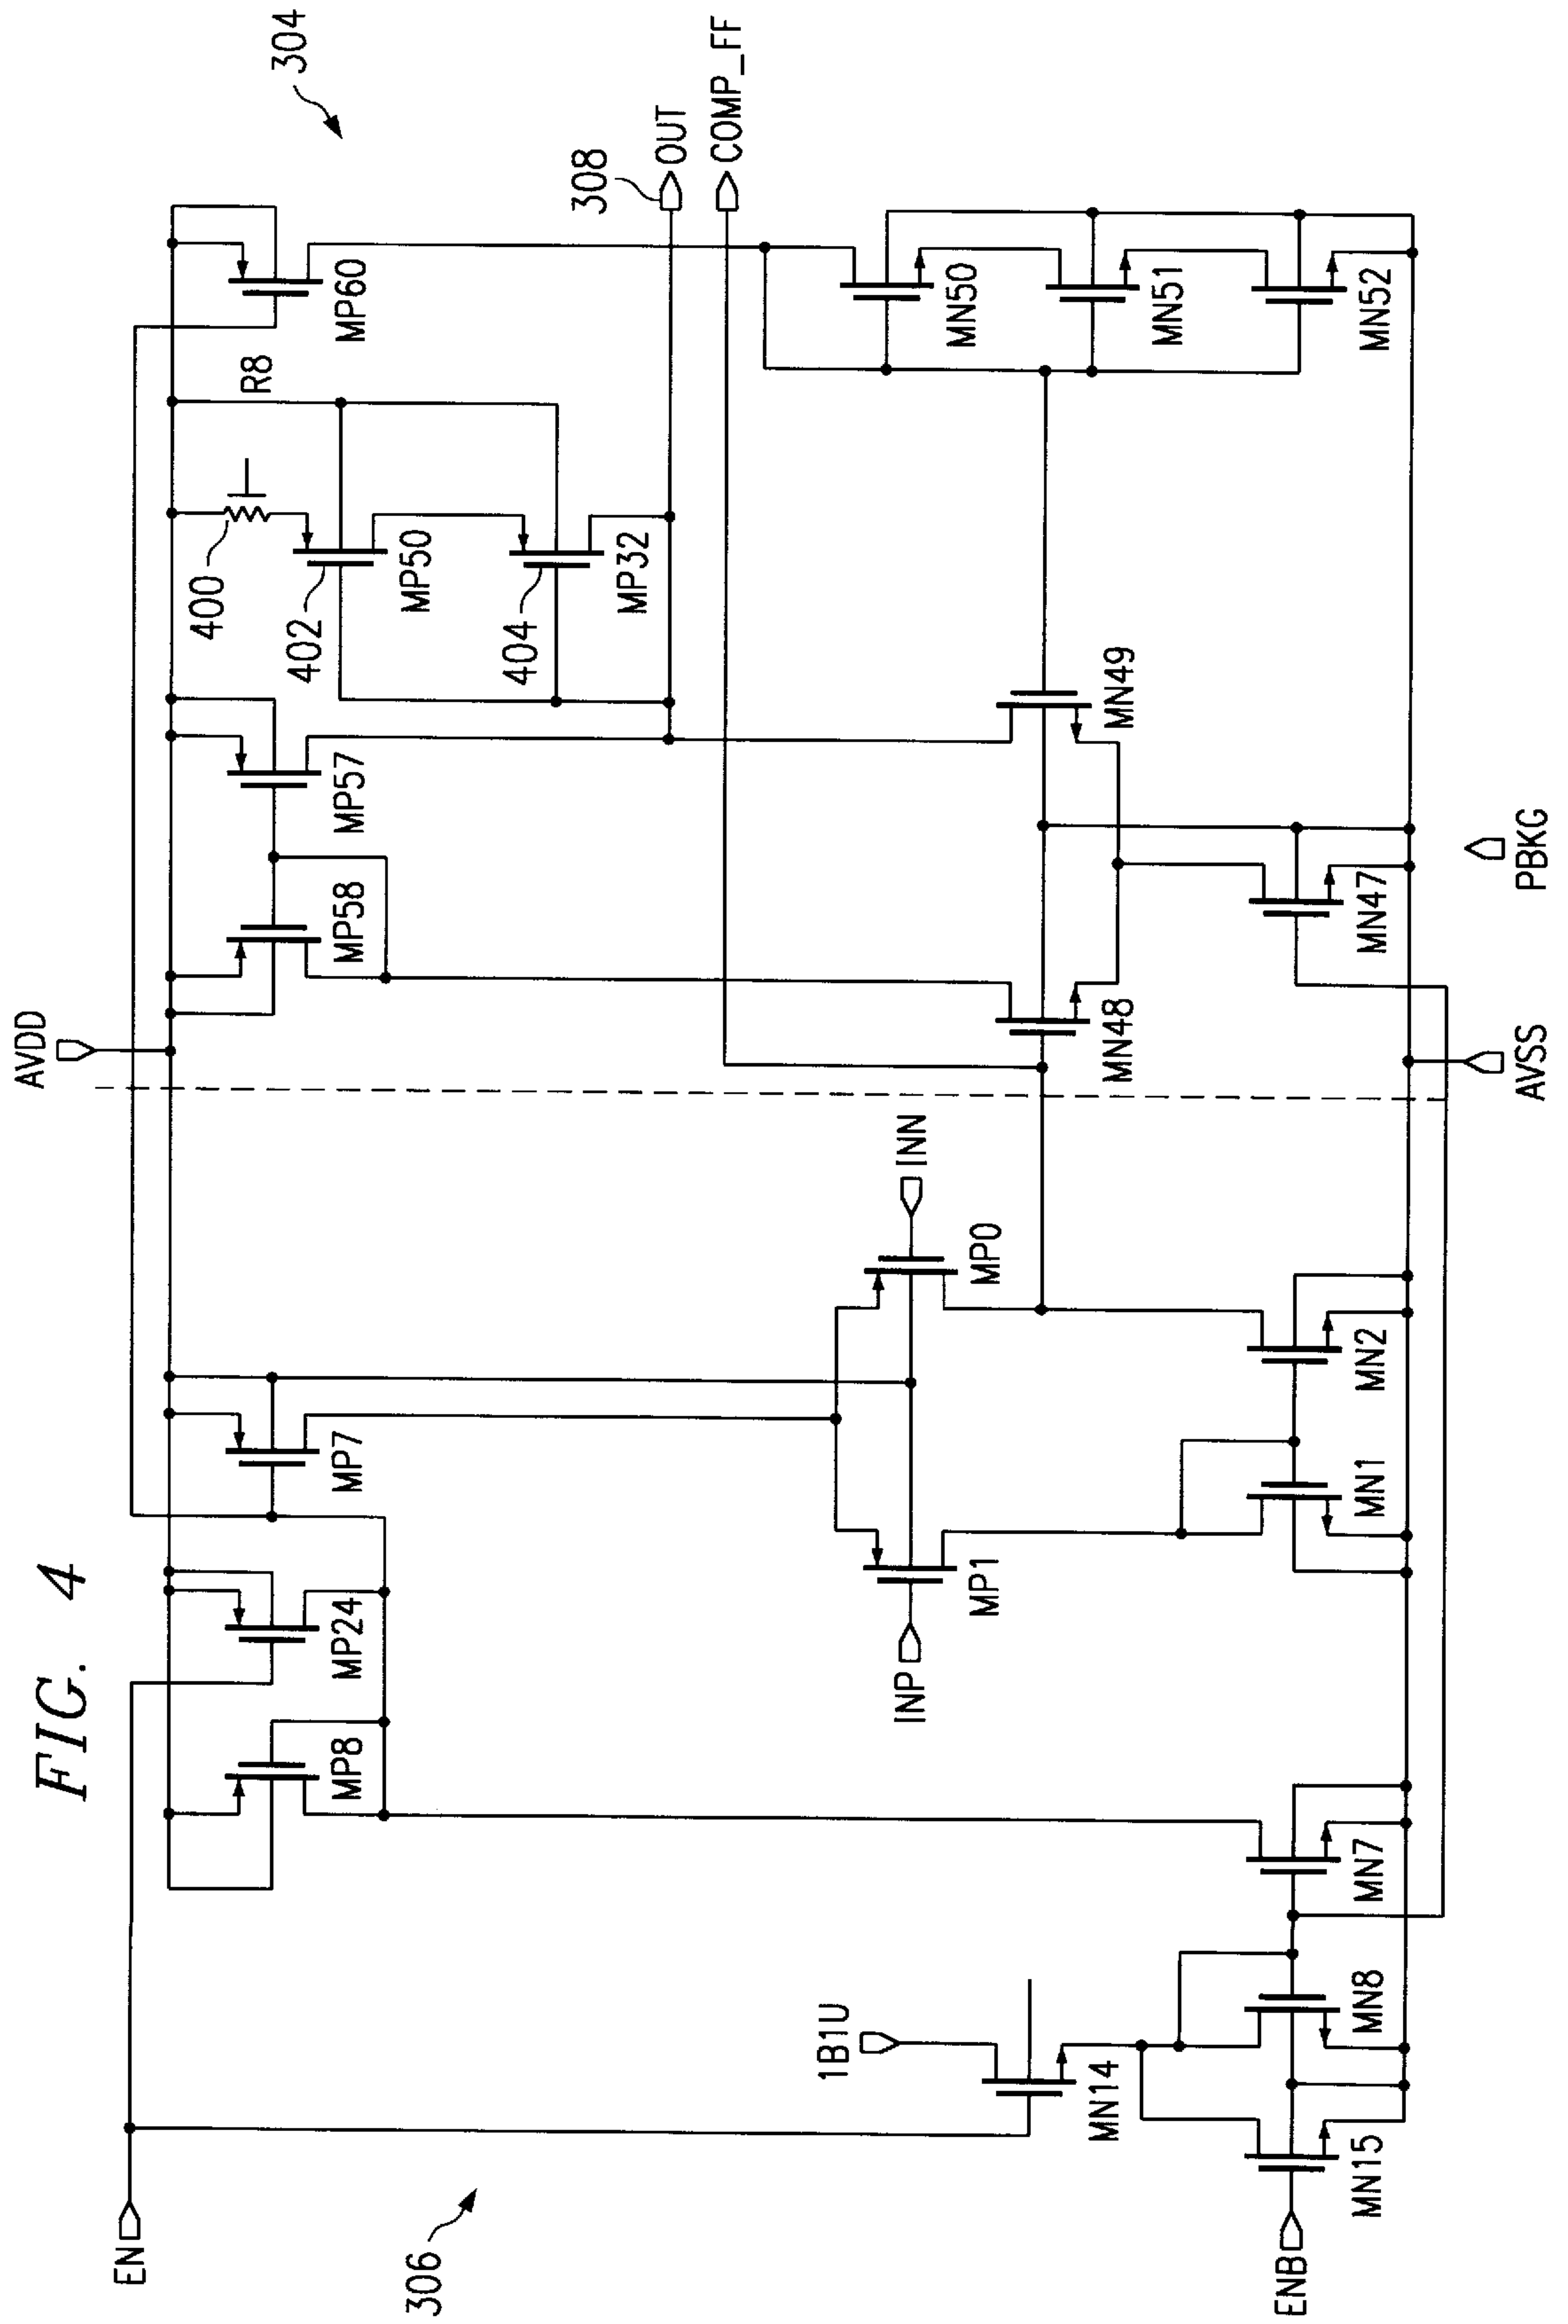 FIG. 4
304
306
AVDD
EN
MP8
MP24
MP7
MP58
MP57
400
R8
402
MP50
404
MP32
MP60
308
OUT
COMP_FF
INP
MP1
MP0
INN
1B1U
MN14
MN48
MN49
MN50
MN51
MN52
ENB
MN15
MN8
MN7
MN1
MN2
MN47
AVSS
PBKG